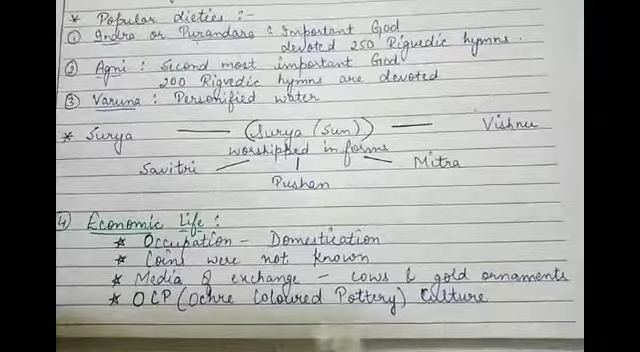 * Popular dieties :-
① Indra or Purandara : Important God
devoted 250 Rigvedic hymns.
② Agni : Second most important God
200 Rigvedic hymns are devoted
③ Varuna : Personified water
* Surya — (Surya (Sun)) — Vishnu
worshipped in forms
Savitri Mitra
Pushan
④ Economic Life :
* Occupation - Domestication
* Coins were not known
* Media of exchange - cows & gold ornaments
* OCP (Ochre Coloured Pottery) Culture